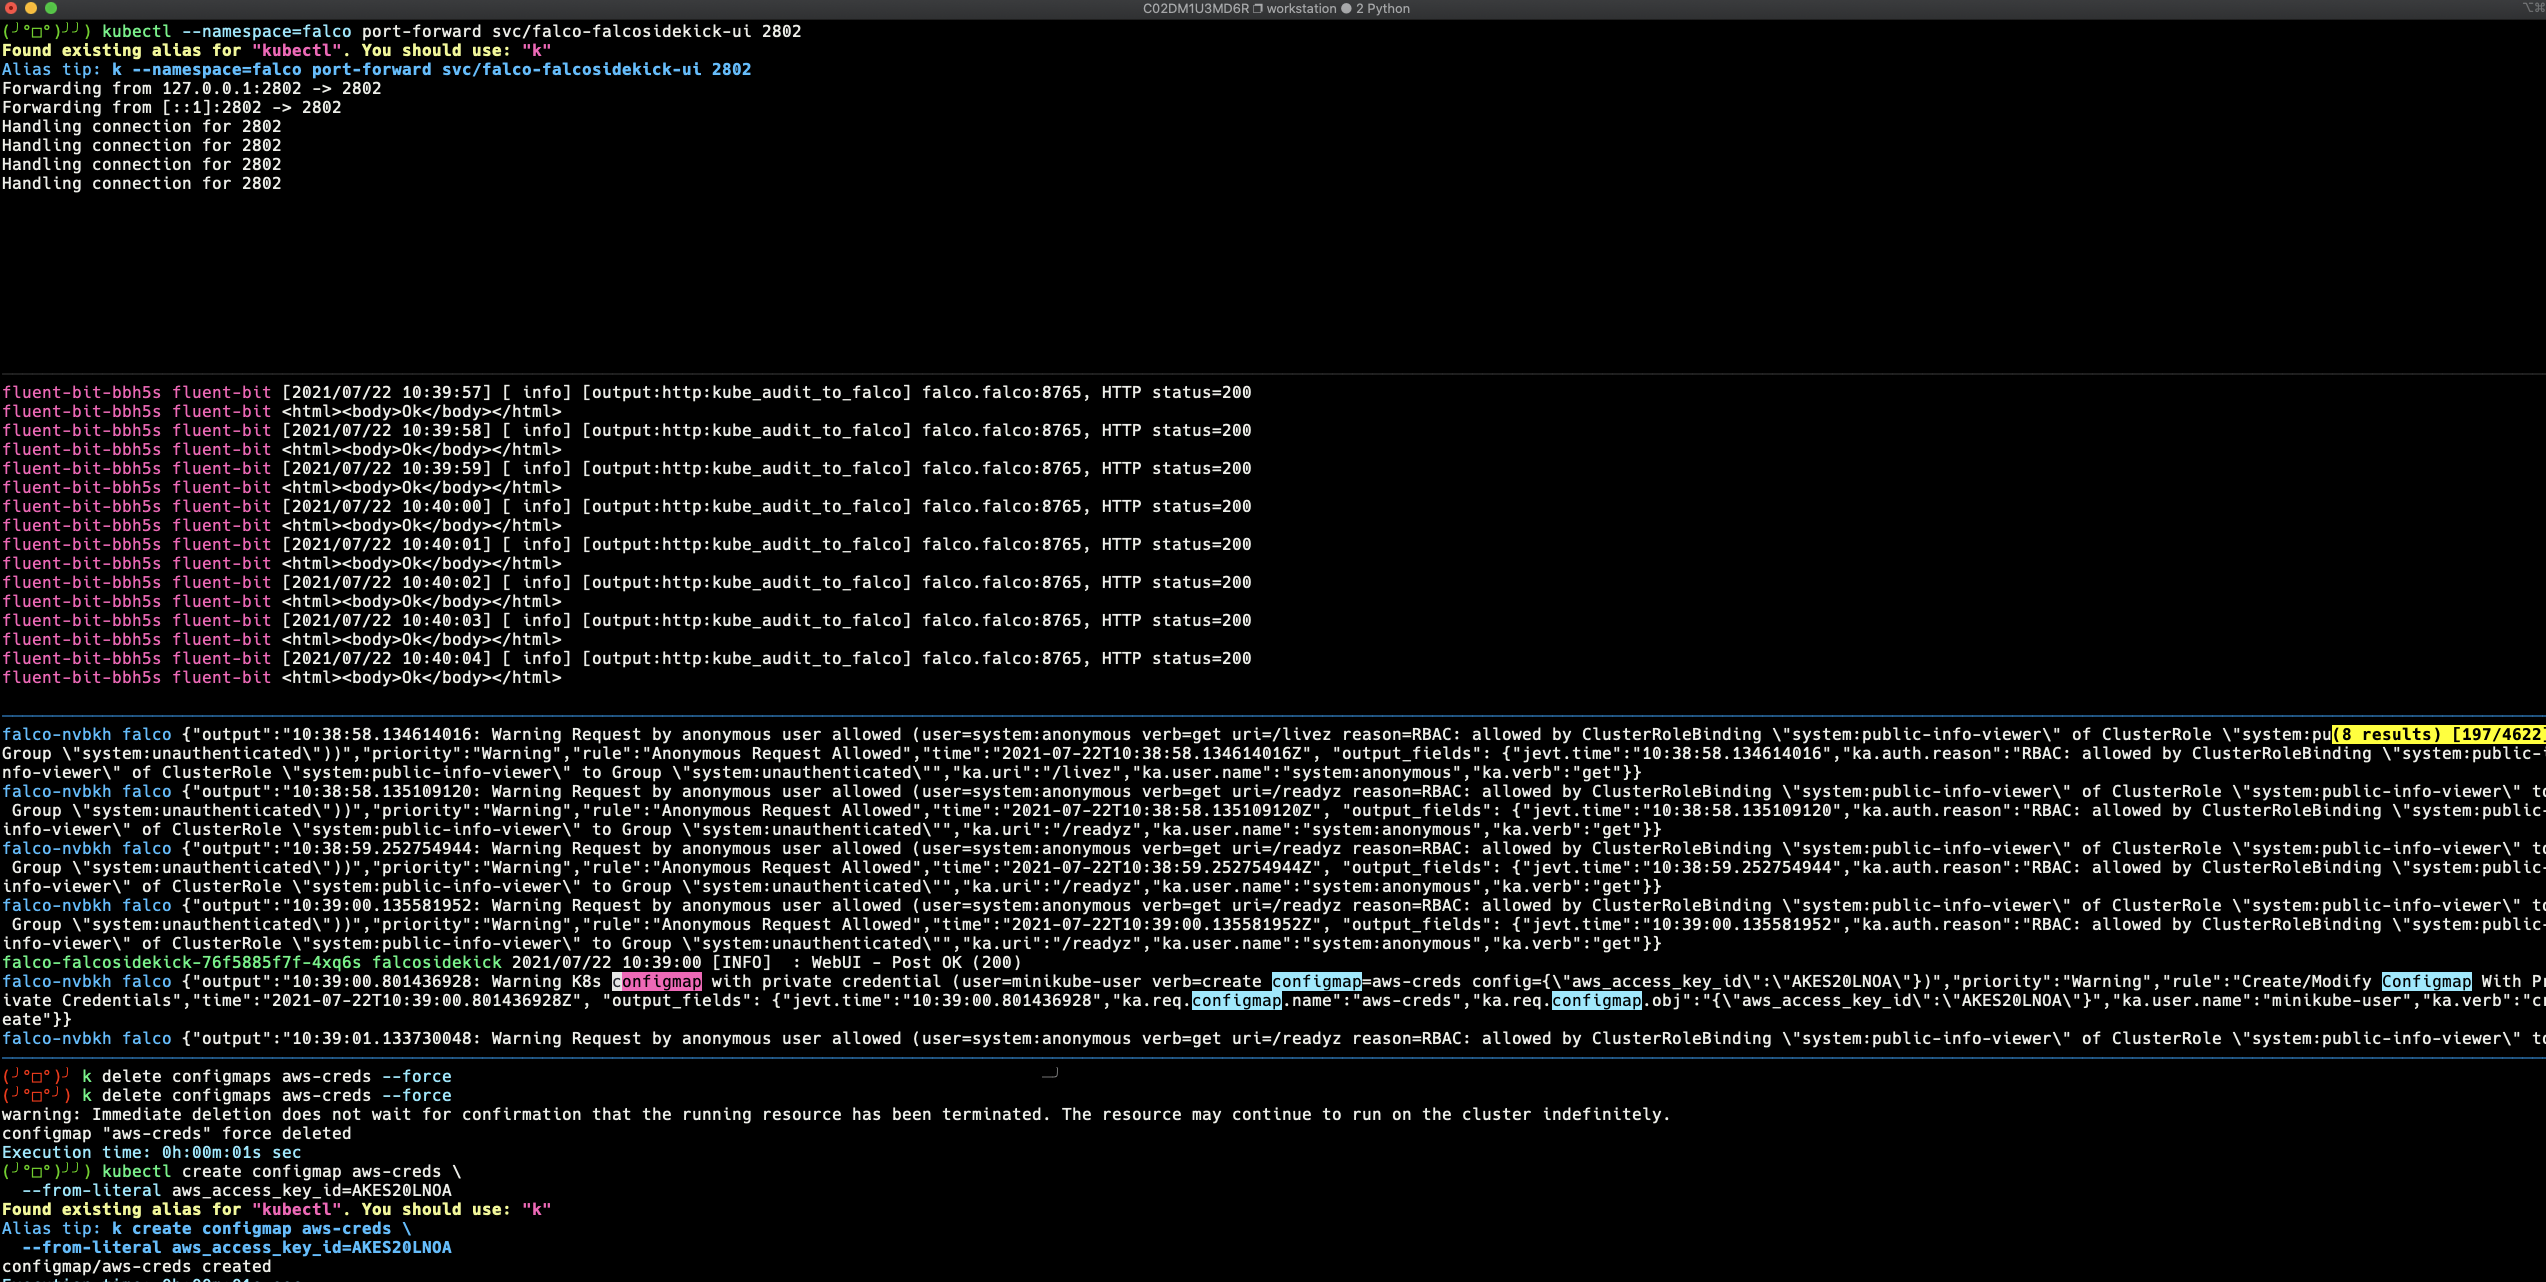 C02DM1U3MD6R workstation ● 2 Python
(╯°□°)╯╯) kubectl --namespace=falco port-forward svc/falco-falcosidekick-ui 2802
Found existing alias for "kubectl". You should use: "k"
Alias tip: k --namespace=falco port-forward svc/falco-falcosidekick-ui 2802
Forwarding from 127.0.0.1:2802 -> 2802
Forwarding from [::1]:2802 -> 2802
Handling connection for 2802
Handling connection for 2802
Handling connection for 2802
Handling connection for 2802
fluent-bit-bbh5s fluent-bit [2021/07/22 10:39:57] [ info] [output:http:kube_audit_to_falco] falco.falco:8765, HTTP status=200
fluent-bit-bbh5s fluent-bit <html><body>Ok</body></html>
fluent-bit-bbh5s fluent-bit [2021/07/22 10:39:58] [ info] [output:http:kube_audit_to_falco] falco.falco:8765, HTTP status=200
fluent-bit-bbh5s fluent-bit <html><body>Ok</body></html>
fluent-bit-bbh5s fluent-bit [2021/07/22 10:39:59] [ info] [output:http:kube_audit_to_falco] falco.falco:8765, HTTP status=200
fluent-bit-bbh5s fluent-bit <html><body>Ok</body></html>
fluent-bit-bbh5s fluent-bit [2021/07/22 10:40:00] [ info] [output:http:kube_audit_to_falco] falco.falco:8765, HTTP status=200
fluent-bit-bbh5s fluent-bit <html><body>Ok</body></html>
fluent-bit-bbh5s fluent-bit [2021/07/22 10:40:01] [ info] [output:http:kube_audit_to_falco] falco.falco:8765, HTTP status=200
fluent-bit-bbh5s fluent-bit <html><body>Ok</body></html>
fluent-bit-bbh5s fluent-bit [2021/07/22 10:40:02] [ info] [output:http:kube_audit_to_falco] falco.falco:8765, HTTP status=200
fluent-bit-bbh5s fluent-bit <html><body>Ok</body></html>
fluent-bit-bbh5s fluent-bit [2021/07/22 10:40:03] [ info] [output:http:kube_audit_to_falco] falco.falco:8765, HTTP status=200
fluent-bit-bbh5s fluent-bit <html><body>Ok</body></html>
fluent-bit-bbh5s fluent-bit [2021/07/22 10:40:04] [ info] [output:http:kube_audit_to_falco] falco.falco:8765, HTTP status=200
fluent-bit-bbh5s fluent-bit <html><body>Ok</body></html>
falco-nvbkh falco {"output":"10:38:58.134614016: Warning Request by anonymous user allowed (user=system:anonymous verb=get uri=/livez reason=RBAC: allowed by ClusterRoleBinding \"system:public-info-viewer\" of ClusterRole \"system:pu(8 results) [197/4622]
Group \"system:unauthenticated\"))","priority":"Warning","rule":"Anonymous Request Allowed","time":"2021-07-22T10:38:58.134614016Z", "output_fields": {"jevt.time":"10:38:58.134614016","ka.auth.reason":"RBAC: allowed by ClusterRoleBinding \"system:public-i
nfo-viewer\" of ClusterRole \"system:public-info-viewer\" to Group \"system:unauthenticated\"","ka.uri":"/livez","ka.user.name":"system:anonymous","ka.verb":"get"}}
falco-nvbkh falco {"output":"10:38:58.135109120: Warning Request by anonymous user allowed (user=system:anonymous verb=get uri=/readyz reason=RBAC: allowed by ClusterRoleBinding \"system:public-info-viewer\" of ClusterRole \"system:public-info-viewer\" to
Group \"system:unauthenticated\"))","priority":"Warning","rule":"Anonymous Request Allowed","time":"2021-07-22T10:38:58.135109120Z", "output_fields": {"jevt.time":"10:38:58.135109120","ka.auth.reason":"RBAC: allowed by ClusterRoleBinding \"system:public-
info-viewer\" of ClusterRole \"system:public-info-viewer\" to Group \"system:unauthenticated\"","ka.uri":"/readyz","ka.user.name":"system:anonymous","ka.verb":"get"}}
falco-nvbkh falco {"output":"10:38:59.252754944: Warning Request by anonymous user allowed (user=system:anonymous verb=get uri=/readyz reason=RBAC: allowed by ClusterRoleBinding \"system:public-info-viewer\" of ClusterRole \"system:public-info-viewer\" to
Group \"system:unauthenticated\"))","priority":"Warning","rule":"Anonymous Request Allowed","time":"2021-07-22T10:38:59.252754944Z", "output_fields": {"jevt.time":"10:38:59.252754944","ka.auth.reason":"RBAC: allowed by ClusterRoleBinding \"system:public-
info-viewer\" of ClusterRole \"system:public-info-viewer\" to Group \"system:unauthenticated\"","ka.uri":"/readyz","ka.user.name":"system:anonymous","ka.verb":"get"}}
falco-nvbkh falco {"output":"10:39:00.135581952: Warning Request by anonymous user allowed (user=system:anonymous verb=get uri=/readyz reason=RBAC: allowed by ClusterRoleBinding \"system:public-info-viewer\" of ClusterRole \"system:public-info-viewer\" to
Group \"system:unauthenticated\"))","priority":"Warning","rule":"Anonymous Request Allowed","time":"2021-07-22T10:39:00.135581952Z", "output_fields": {"jevt.time":"10:39:00.135581952","ka.auth.reason":"RBAC: allowed by ClusterRoleBinding \"system:public-
info-viewer\" of ClusterRole \"system:public-info-viewer\" to Group \"system:unauthenticated\"","ka.uri":"/readyz","ka.user.name":"system:anonymous","ka.verb":"get"}}
falco-falcosidekick-76f5885f7f-4xq6s falcosidekick 2021/07/22 10:39:00 [INFO]  : WebUI - Post OK (200)
falco-nvbkh falco {"output":"10:39:00.801436928: Warning K8s configmap with private credential (user=minikube-user verb=create configmap=aws-creds config={\"aws_access_key_id\":\"AKES20LNOA\"})","priority":"Warning","rule":"Create/Modify Configmap With Pr
ivate Credentials","time":"2021-07-22T10:39:00.801436928Z", "output_fields": {"jevt.time":"10:39:00.801436928","ka.req.configmap.name":"aws-creds","ka.req.configmap.obj":"{\"aws_access_key_id\":\"AKES20LNOA\"}","ka.user.name":"minikube-user","ka.verb":"cr
eate"}}
falco-nvbkh falco {"output":"10:39:01.133730048: Warning Request by anonymous user allowed (user=system:anonymous verb=get uri=/readyz reason=RBAC: allowed by ClusterRoleBinding \"system:public-info-viewer\" of ClusterRole \"system:public-info-viewer\" to
(╯°□°)╯ k delete configmaps aws-creds --force
(╯°□°╯) k delete configmaps aws-creds --force
warning: Immediate deletion does not wait for confirmation that the running resource has been terminated. The resource may continue to run on the cluster indefinitely.
configmap "aws-creds" force deleted
Execution time: 0h:00m:01s sec
(╯°□°)╯╯) kubectl create configmap aws-creds \
--from-literal aws_access_key_id=AKES20LNOA
Found existing alias for "kubectl". You should use: "k"
Alias tip: k create configmap aws-creds \
--from-literal aws_access_key_id=AKES20LNOA
configmap/aws-creds created